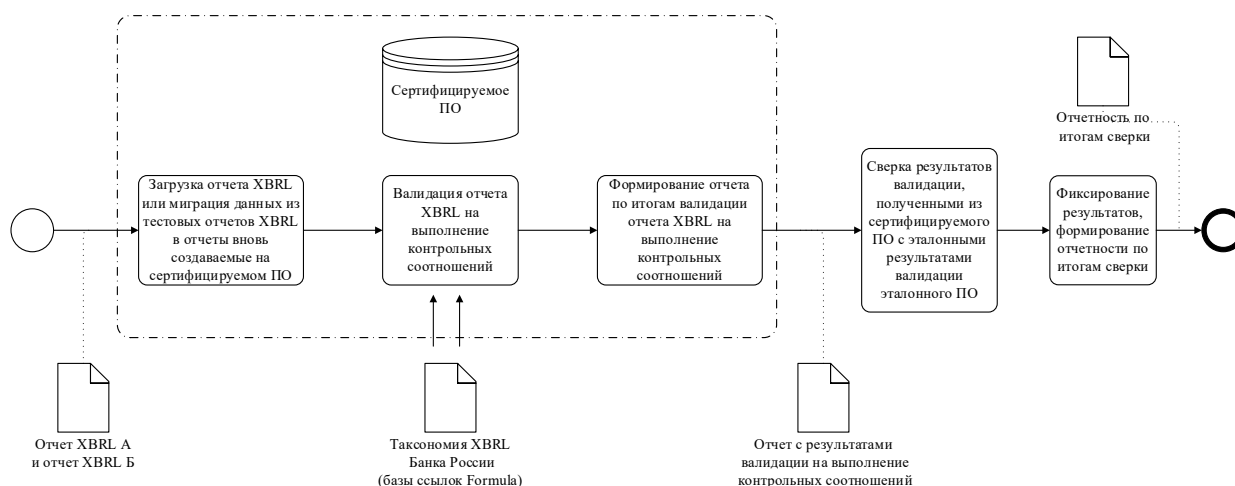 Сертифицируемое
ПО
Отчетность по
итогам сверки
Загрузка отчета XBRL
или миграция данных из
тестовых отчетов XBRL
в отчеты вновь
создаваемые на
сертифицируемом ПО
Валидация отчета
XBRL на
выполнение
контрольных
соотношений
Формирование отчета
по итогам валидации
отчета XBRL на
выполнение
контрольных
соотношений
Сверка результатов
валидации,
полученными из
сертифицируемого
ПО с эталонными
результатами
валидации
эталонного ПО
Фиксирование
результатов,
формирование
отчетности по
итогам сверки
Отчет XBRL А
и отчет XBRL Б
Таксономия XBRL
Банка России
(базы ссылок Formula)
Отчет с результатами
валидации на выполнение
контрольных соотношений